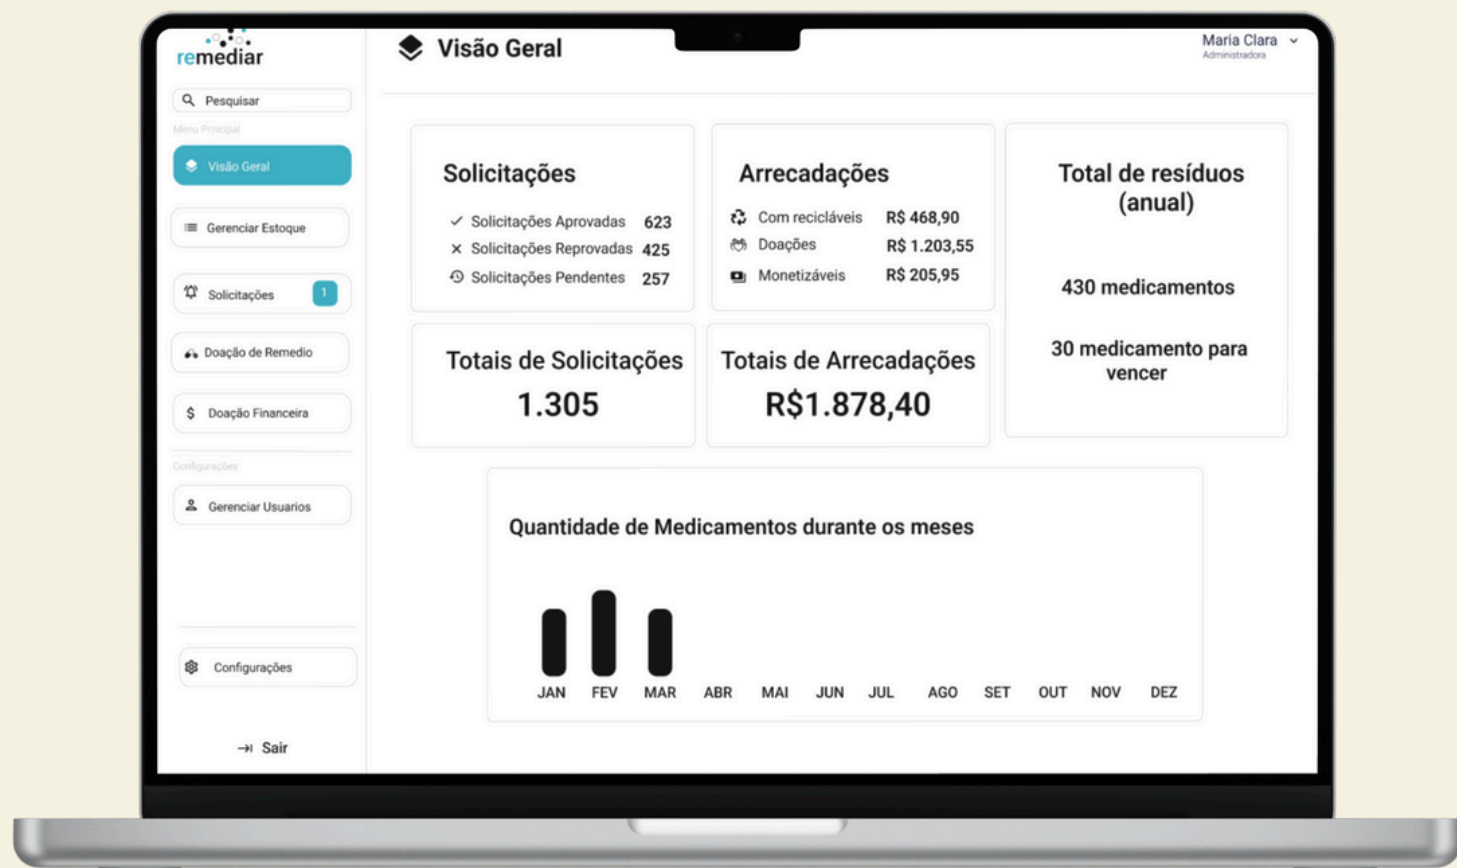 remediar
Pesquisar
Menu Principal
Visão Geral
Gerenciar Estoque
Solicitações 1
Doação de Remedio
$ Doação Financeira
Configurações
Gerenciar Usuarios
Configurações
Sair
Visão Geral
Maria Clara
Administradora
Solicitações
Solicitações Aprovadas 623
Solicitações Reprovadas 425
Solicitações Pendentes 257
Arrecadações
Com recicláveis R$ 468,90
Doações R$ 1.203,55
Monetizáveis R$ 205,95
Total de resíduos
(anual)
430 medicamentos
30 medicamento para
vencer
Totais de Solicitações
1.305
Totais de Arrecadações
R$1.878,40
Quantidade de Medicamentos durante os meses
JAN FEV MAR ABR MAI JUN JUL AGO SET OUT NOV DEZ